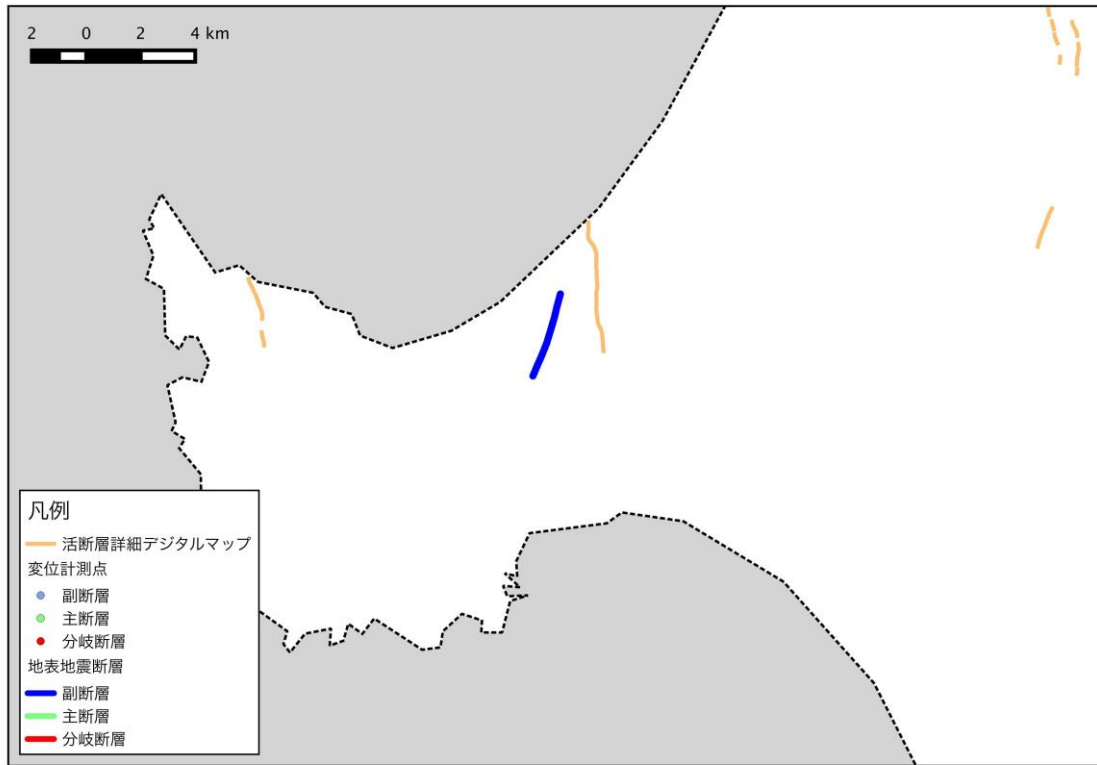 2 0 2 4 km
凡例
活断層詳細デジタルマップ
変位計測点
副断層
主断層
分岐断層
地表地震断層
副断層
主断層
分岐断層